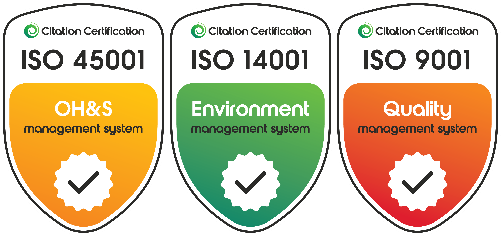 Citation Certification
ISO 45001
OH&S
management system
Citation Certification
ISO 14001
Environment
management system
Citation Certification
ISO 9001
Quality
management system